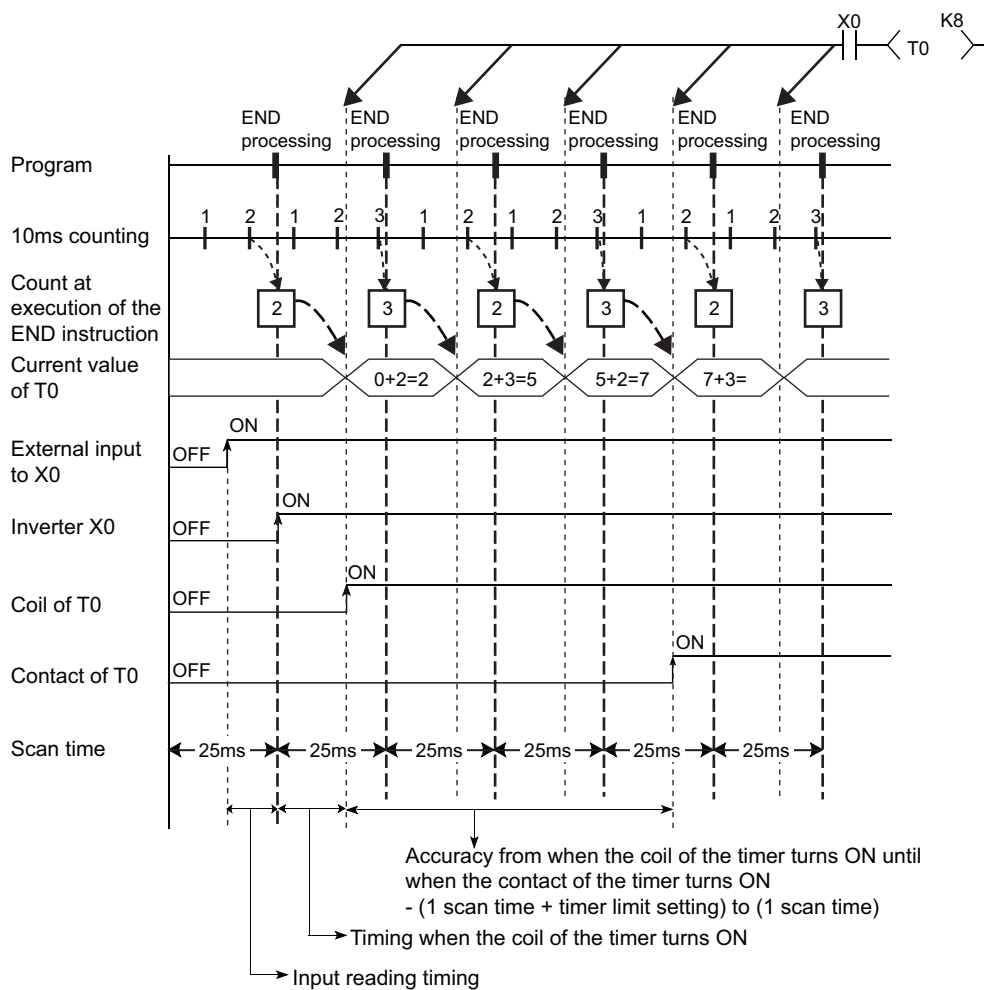 X0
K8
T0
END processing
END processing
END processing
END processing
END processing
END processing
Program
10ms counting
1 2 1 2 3 1 2 1 2 3 1 2 1 2 3
Count at
execution of the
END instruction
2 3 2 3 2 3
Current value
of T0
0+2=2 2+3=5 5+2=7 7+3=
External input
to X0
OFF
ON
Inverter X0
OFF
ON
Coil of T0
OFF
ON
Contact of T0
OFF
ON
Scan time
25ms 25ms 25ms 25ms 25ms 25ms
Accuracy from when the coil of the timer turns ON until
when the contact of the timer turns ON
- (1 scan time + timer limit setting) to (1 scan time)
Timing when the coil of the timer turns ON
Input reading timing